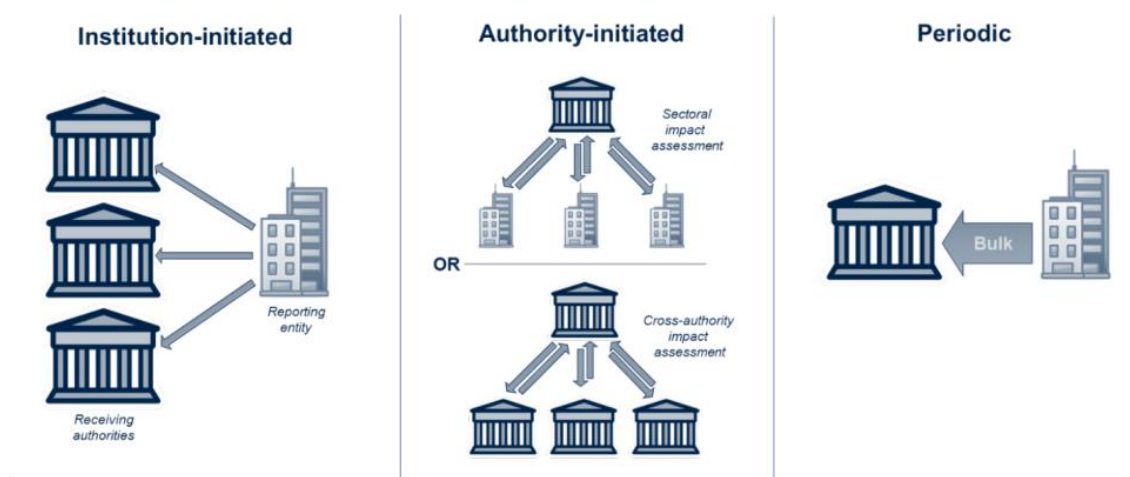 Institution-initiated
Reporting
entity
Receiving
authorities
Authority-initiated
Sectoral
impact
assessment
OR
Cross-authority
impact
assessment
Periodic
Bulk